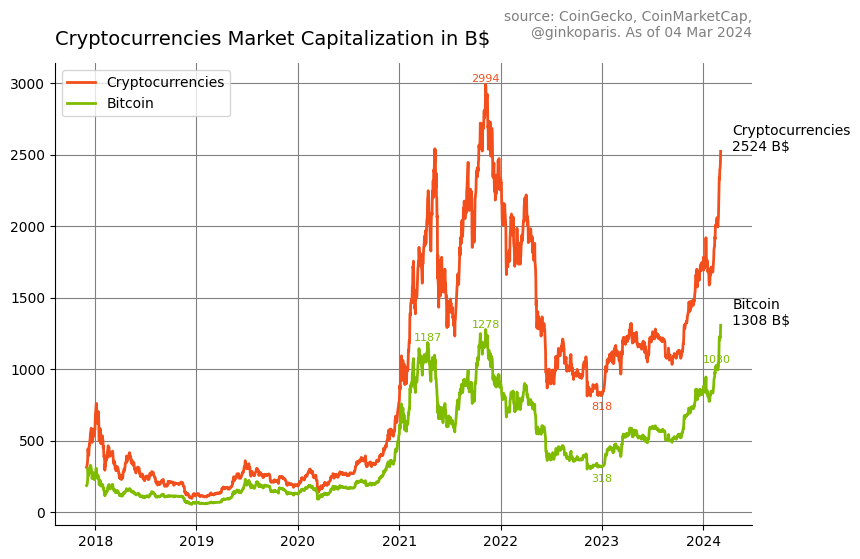 source: CoinGecko, CoinMarketCap,
@ginkoparis. As of 04 Mar 2024
Cryptocurrencies Market Capitalization in B$
Cryptocurrencies
Bitcoin
3000
2500
2000
1500
1000
500
0
2994
1187
1278
818
318
1030
Cryptocurrencies
2524 B$
Bitcoin
1308 B$
2018 2019 2020 2021 2022 2023 2024